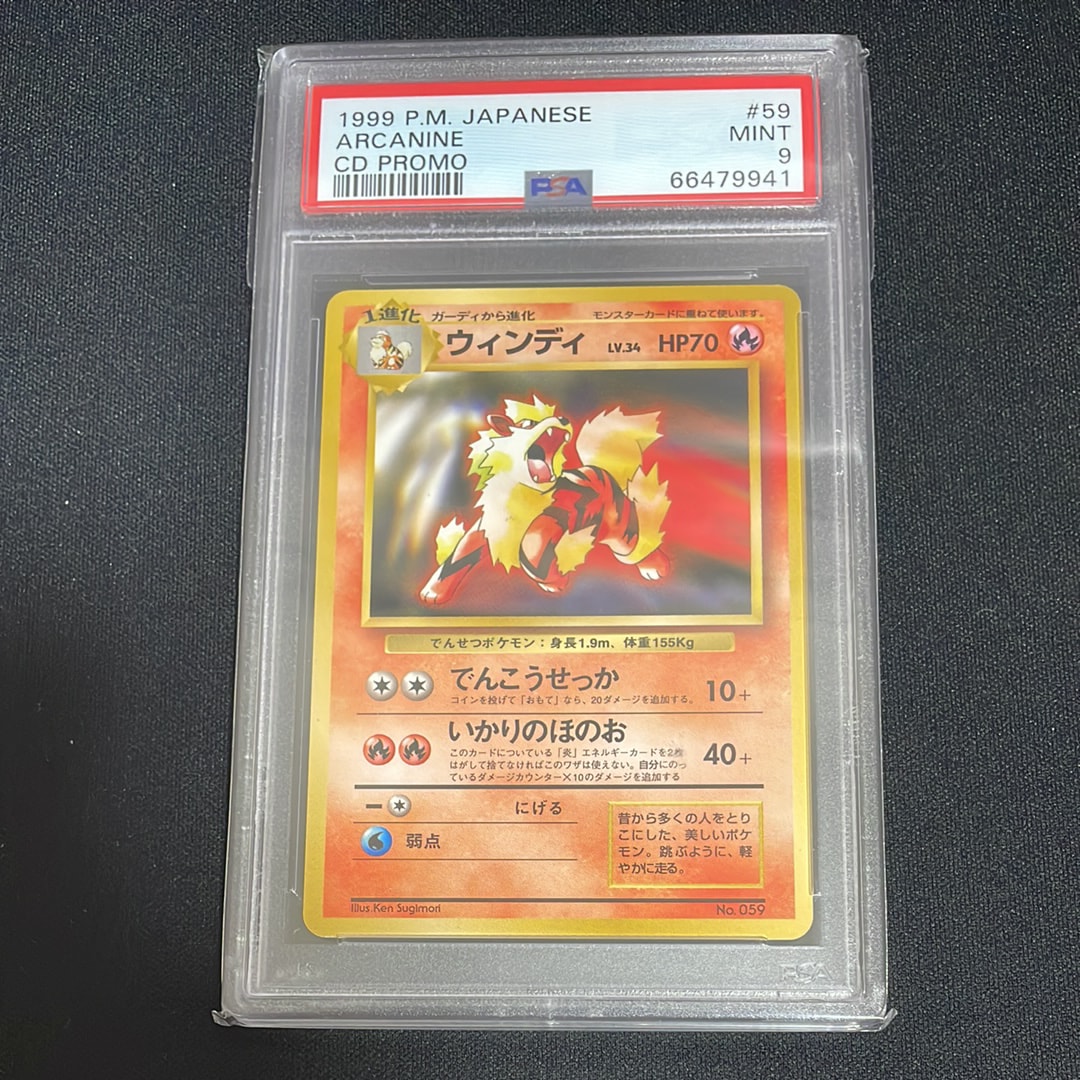 1999 P.M. JAPANESE #59
ARCANINE MINT
CD PROMO 9
PSA 66479941
1進化 ガーディから進化 モンスターカードに重ねて使います。
ウィンディ LV.34 HP70
でんせつポケモン：身長1.9m、体重155Kg
でんこうせっか 10+
コインを投げて「おもて」なら、20ダメージを追加する。
いかりのほのお 40+
このカードについている「炎」エネルギーカードを2枚
はがして捨てなければこのワザは使えない。自分にのっ
ているダメージカウンター×10のダメージを追加する
にげる
弱点
昔から多くの人をとり
こにした、美しいポケ
モン。跳ぶように、軽
やかに走る。
Illus.Ken Sugimori No.059
PSA